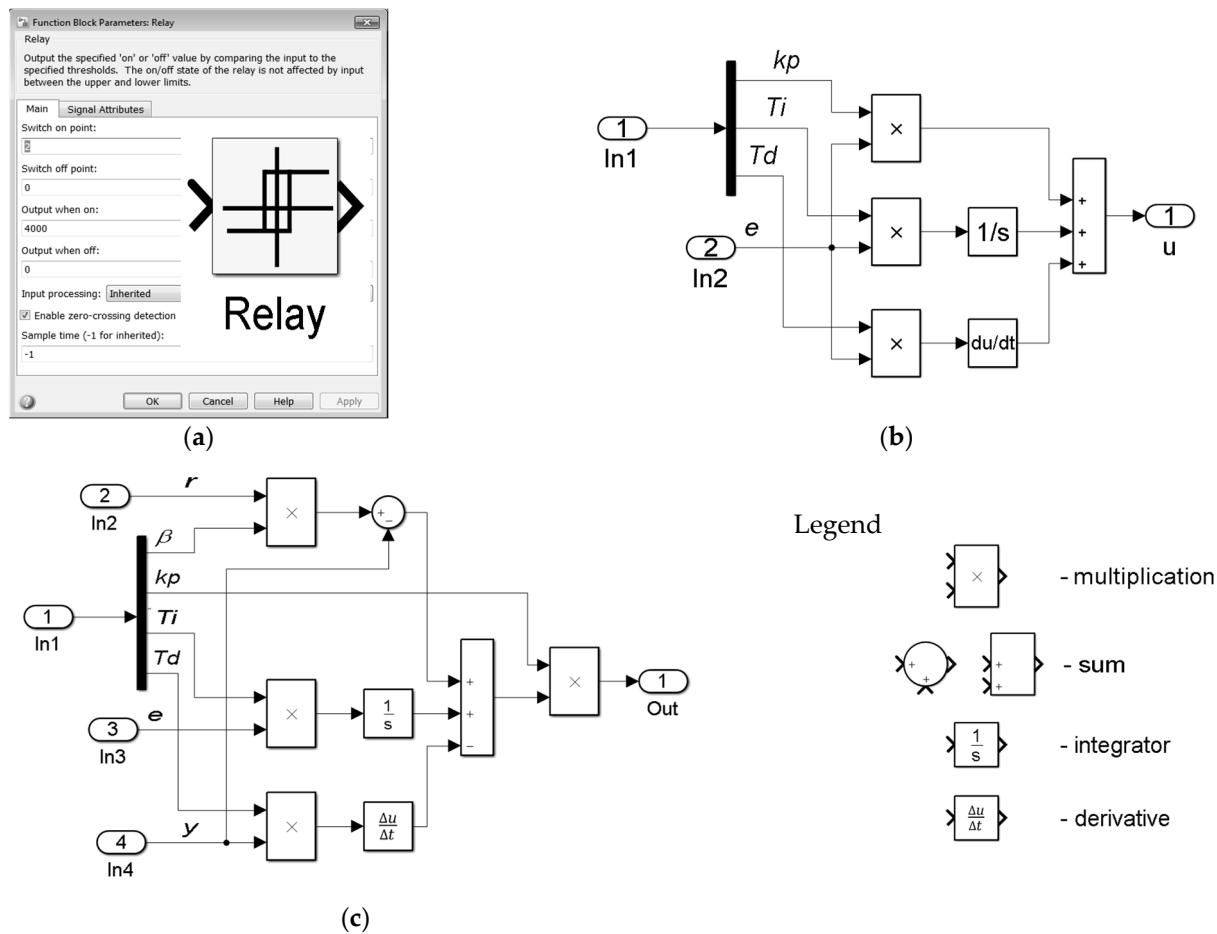 Function Block Parameters: Relay
Relay
Output the specified 'on' or 'off' value by comparing the input to the
specified thresholds. The on/off state of the relay is not affected by input
between the upper and lower limits.
Main Signal Attributes
Switch on point:
2
Switch off point:
0
Output when on:
4000
Output when off:
0
Input processing: Inherited
Enable zero-crossing detection
Sample time (-1 for inherited):
-1
Relay
OK Cancel Help Apply
(a)
kp
Ti
Td
1
In1
e
2
In2
×
×
×
1/s
du/dt
+
+
+
1
u
(b)
2
In2
r
×
+
−
β
kp
Ti
Td
1
In1
e
3
In3
×
1
s
+
+
−
×
1
Out
y
4
In4
×
Δu
Δt
(c)
Legend
×
- multiplication
+
+
+
+
- sum
1
s
- integrator
Δu
Δt
- derivative